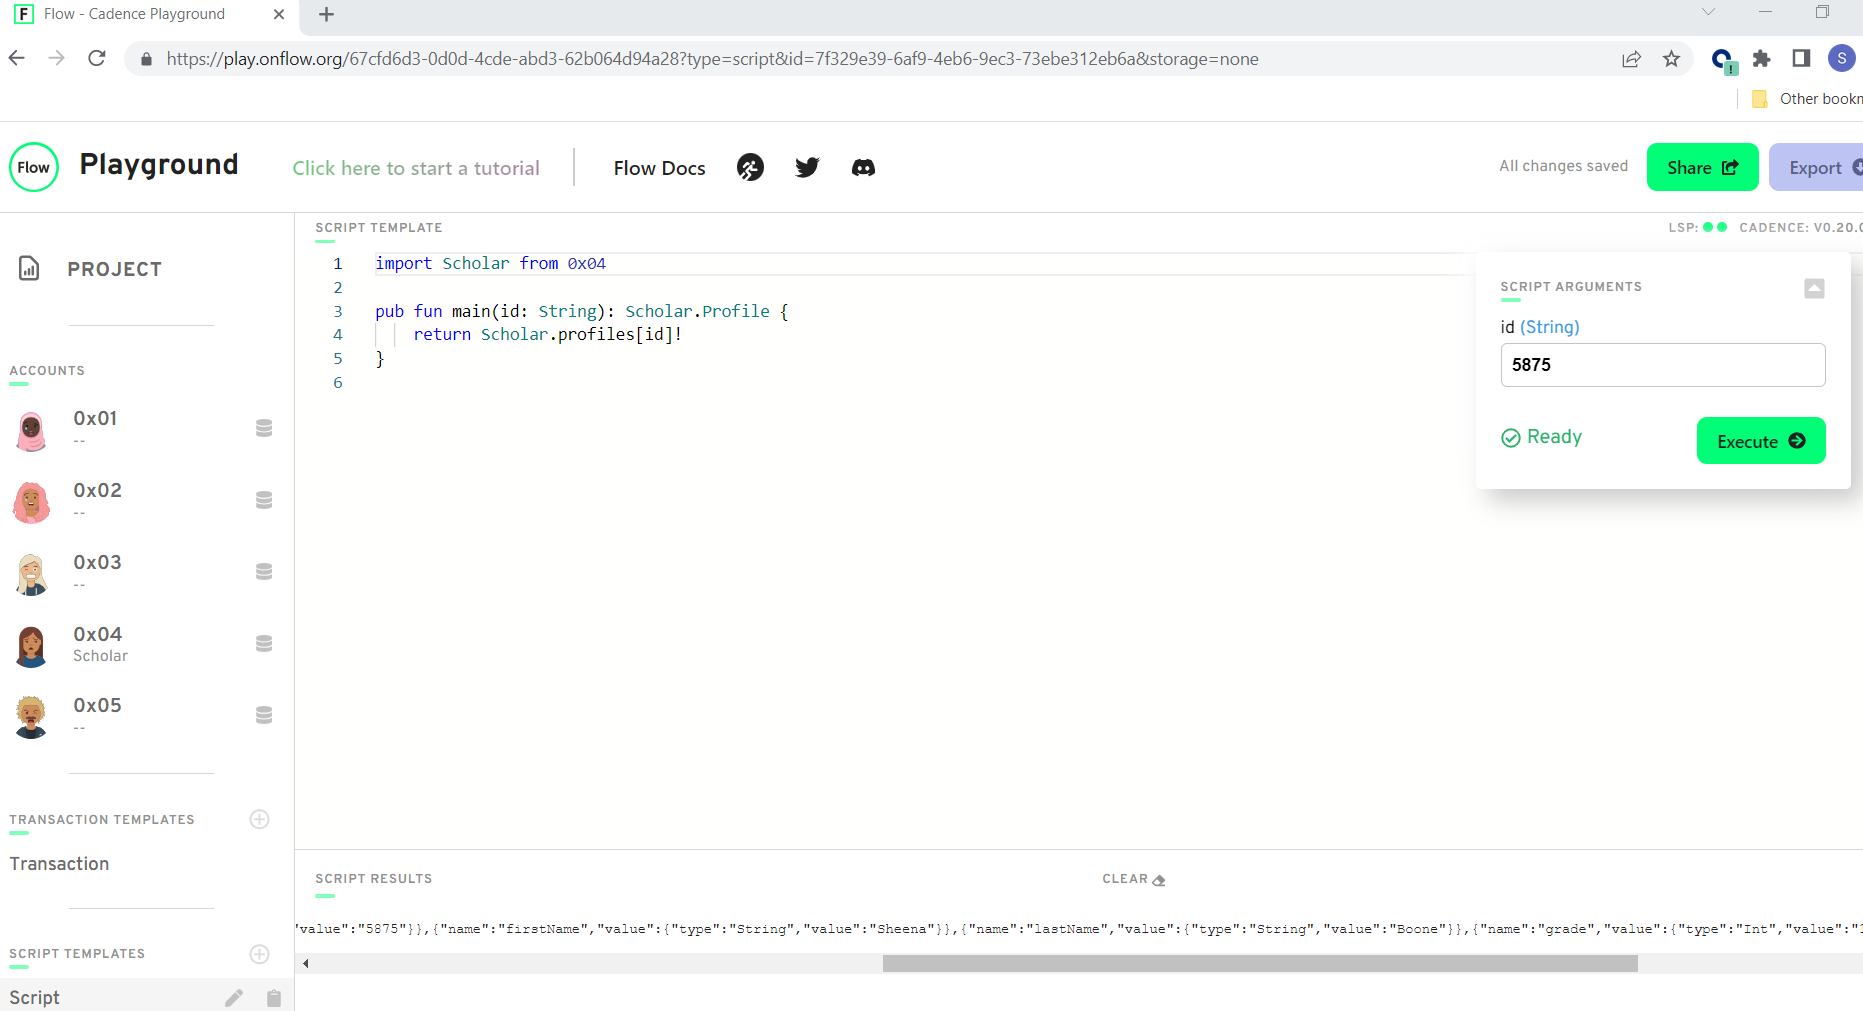 F Flow - Cadence Playground
https://play.onflow.org/67cfd6d3-0d0d-4cde-abd3-62b064d94a28?type=script&id=7f329e39-6af9-4eb6-9ec3-73ebe312eb6a&storage=none
! S
Other bookm
Flow Playground Click here to start a tutorial Flow Docs All changes saved Share Export
SCRIPT TEMPLATE LSP: CADENCE: V0.20.0
PROJECT
1 import Scholar from 0x04
2
3 pub fun main(id: String): Scholar.Profile {
4 return Scholar.profiles[id]!
5 }
6
SCRIPT ARGUMENTS
id (String)
5875
Ready Execute
ACCOUNTS
0x01
--
0x02
--
0x03
--
0x04
Scholar
0x05
--
TRANSACTION TEMPLATES
Transaction
SCRIPT TEMPLATES
Script
SCRIPT RESULTS CLEAR
'value":"5875"}},{"name":"firstName","value":{"type":"String","value":"Sheena"}},{"name":"lastName","value":{"type":"String","value":"Boone"}},{"name":"grade","value":{"type":"Int","value":"1